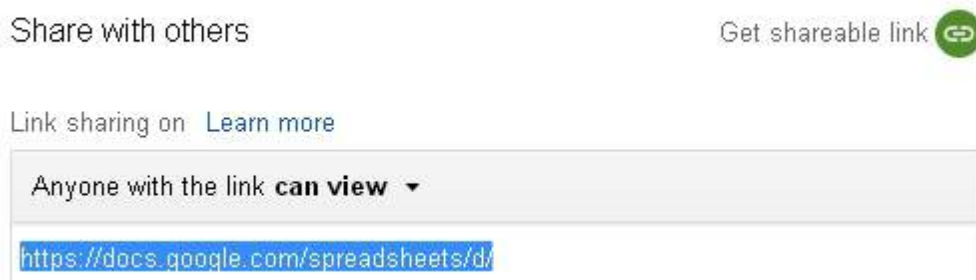 Share with others
Get shareable link
Link sharing on Learn more
Anyone with the link can view
https://docs.google.com/spreadsheets/d/